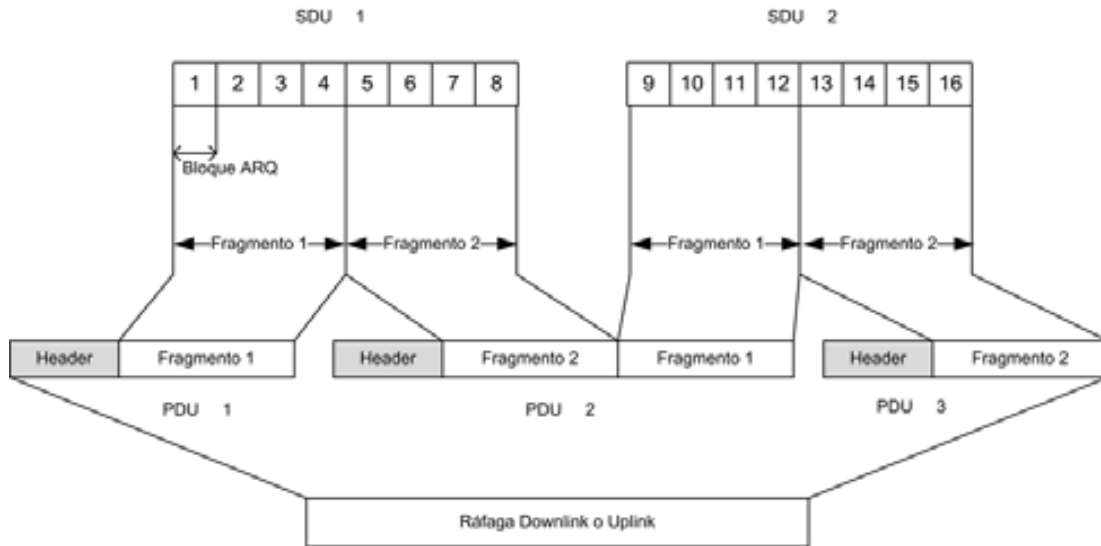 SDU 1 SDU 2
1 2 3 4 5 6 7 8 9 10 11 12 13 14 15 16
Bloque ARQ
Fragmento 1 Fragmento 2 Fragmento 1 Fragmento 2
Header Fragmento 1 Header Fragmento 2 Fragmento 1 Header Fragmento 2
PDU 1 PDU 2 PDU 3
Ráfaga Downlink o Uplink